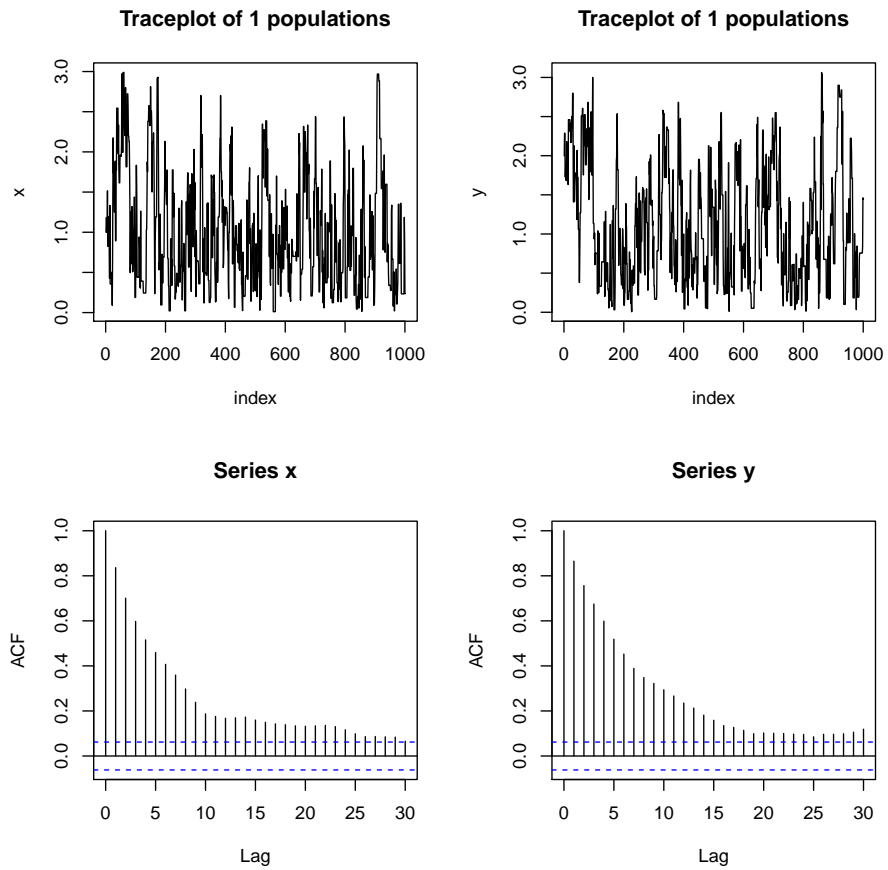 Traceplot of 1 populations
x
0.0 1.0 2.0 3.0
0 200 400 600 800 1000
index
Traceplot of 1 populations
y
0.0 1.0 2.0 3.0
0 200 400 600 800 1000
index
Series x
ACF
0.0 0.2 0.4 0.6 0.8 1.0
0 5 10 15 20 25 30
Lag
Series y
ACF
0.0 0.2 0.4 0.6 0.8 1.0
0 5 10 15 20 25 30
Lag